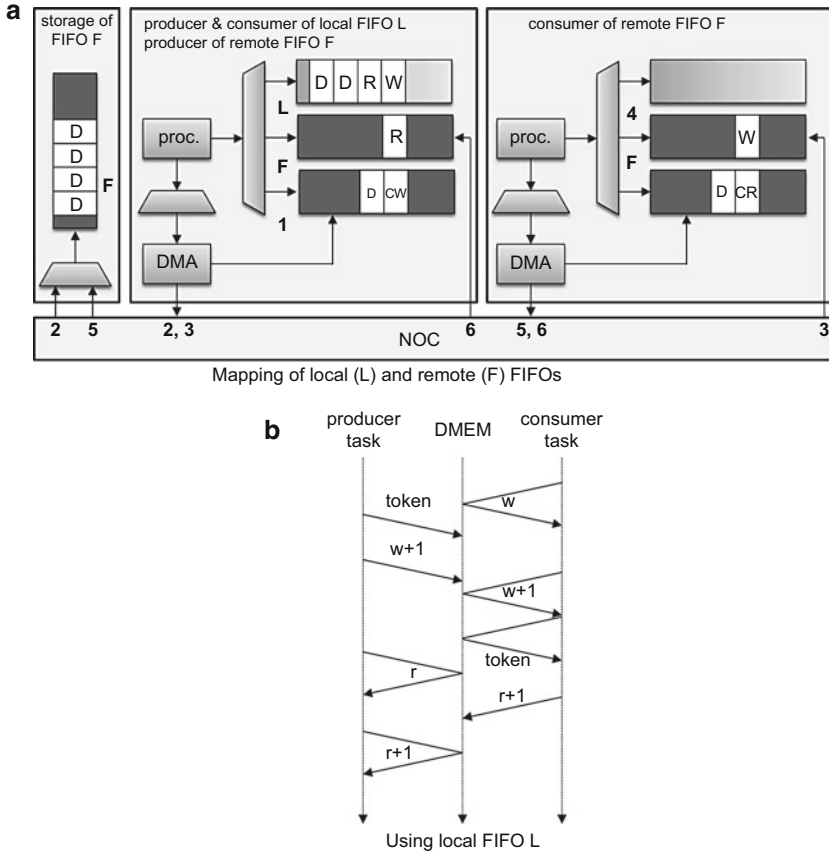 a
storage of
FIFO F
producer & consumer of local FIFO L
producer of remote FIFO F
consumer of remote FIFO F
D
D
D
D
F
2
5
D
D
R
W
L
proc.
R
F
D
CW
1
DMA
2, 3
6
4
proc.
W
F
D
CR
DMA
5, 6
3
NOC
Mapping of local (L) and remote (F) FIFOs
b
producer
task
DMEM
consumer
task
w
token
w+1
w+1
token
r
r+1
r+1
Using local FIFO L